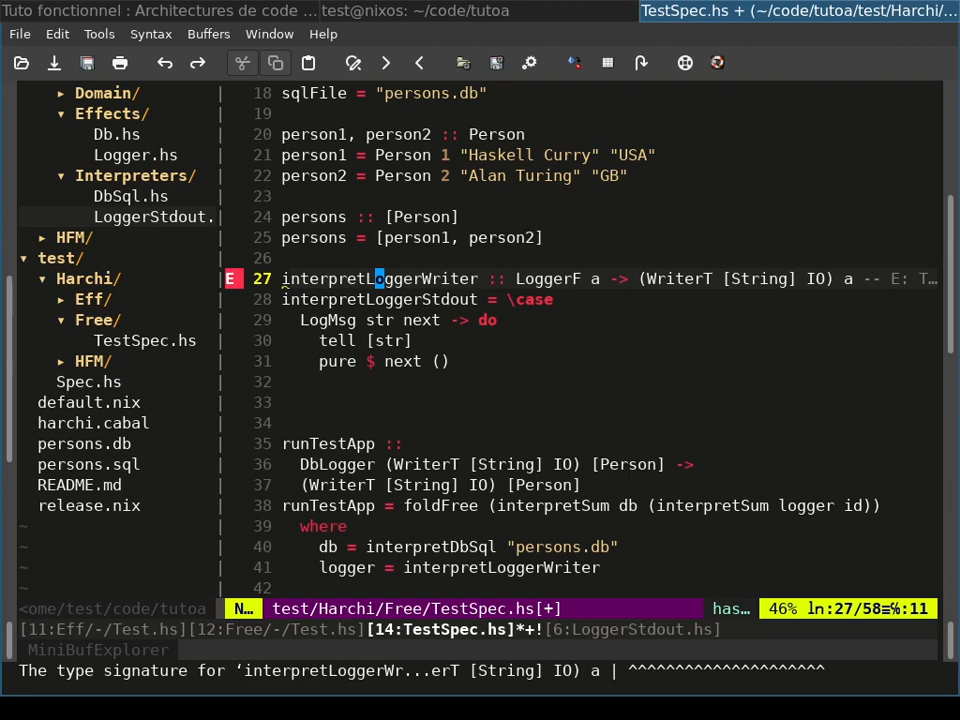 Tuto fonctionnel : Architectures de code ... test@nixos: ~/code/tutoa TestSpec.hs + (~/code/tutoa/test/Harchi/...
File Edit Tools Syntax Buffers Window Help
▸ Domain/
▾ Effects/
Db.hs
Logger.hs
▾ Interpreters/
DbSql.hs
LoggerStdout.
▸ HFM/
▾ test/
▾ Harchi/
▸ Eff/
▾ Free/
TestSpec.hs
▸ HFM/
Spec.hs
default.nix
harchi.cabal
persons.db
persons.sql
README.md
release.nix
~
~
~
~
<ome/test/code/tutoa
18 sqlFile = "persons.db"
19
20 person1, person2 :: Person
21 person1 = Person 1 "Haskell Curry" "USA"
22 person2 = Person 2 "Alan Turing" "GB"
23
24 persons :: [Person]
25 persons = [person1, person2]
26
E 27 interpretLoggerWriter :: LoggerF a -> (WriterT [String] IO) a -- E: T…
28 interpretLoggerStdout = \case
29 LogMsg str next -> do
30 tell [str]
31 pure $ next ()
32
33
34
35 runTestApp ::
36 DbLogger (WriterT [String] IO) [Person] ->
37 (WriterT [String] IO) [Person]
38 runTestApp = foldFree (interpretSum db (interpretSum logger id))
39 where
40 db = interpretDbSql "persons.db"
41 logger = interpretLoggerWriter
42
N… test/Harchi/Free/TestSpec.hs[+] has… 46% ln:27/58≡℅:11
[11:Eff/-/Test.hs][12:Free/-/Test.hs][14:TestSpec.hs]*+![6:LoggerStdout.hs]
MiniBufExplorer
The type signature for ‘interpretLoggerWr...erT [String] IO) a | ^^^^^^^^^^^^^^^^^^^^^